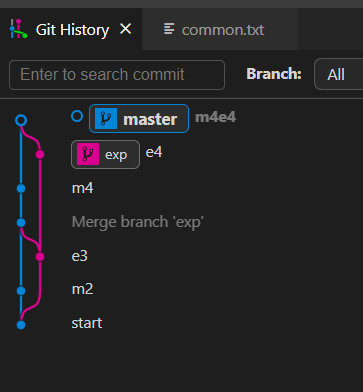 Git History
common.txt
Enter to search commit
Branch:
All
master m4e4
exp e4
m4
Merge branch 'exp'
e3
m2
start